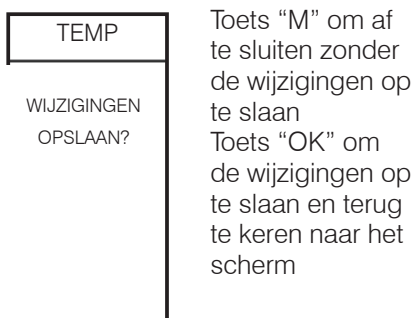 TEMP
WIJZIGINGEN
OPSLAAN?
Toets “M” om af
te sluiten zonder
de wijzigingen op
te slaan
Toets “OK” om
de wijzigingen op
te slaan en terug
te keren naar het
scherm